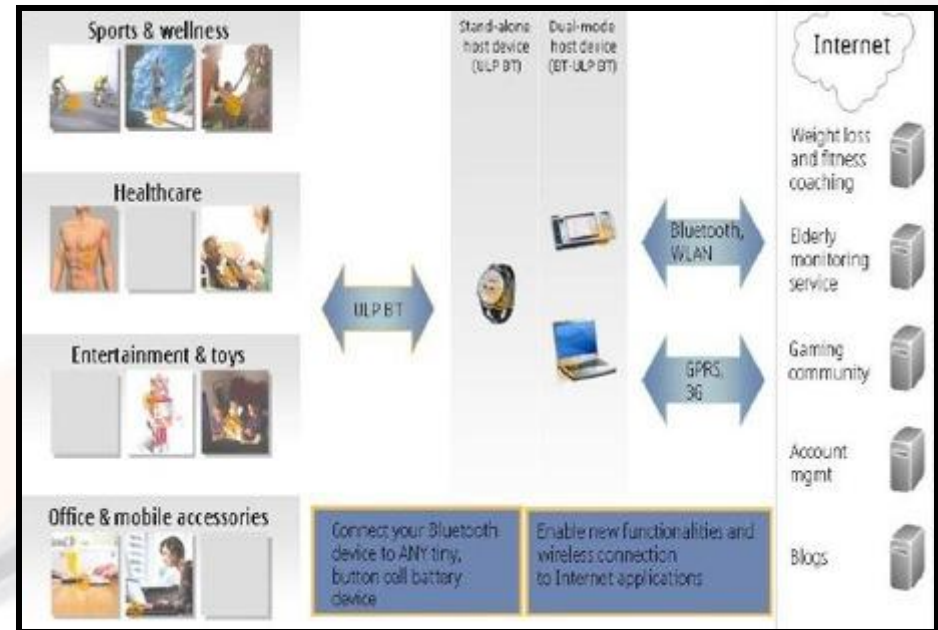 Sports & wellness
Healthcare
Entertainment & toys
Office & mobile accessories
ULP BT
Stand-alone
host device
(ULP BT)
Dual-mode
host device
(BT-ULP BT)
Bluetooth,
WLAN
GPRS,
3G
Connect your Bluetooth
device to ANY tiny,
button cell battery
device
Enable new functionalities and
wireless connection
to Internet applications
Internet
Weight loss
and fitness
coaching
Elderly
monitoring
service
Gaming
community
Account
mgmt
Blogs